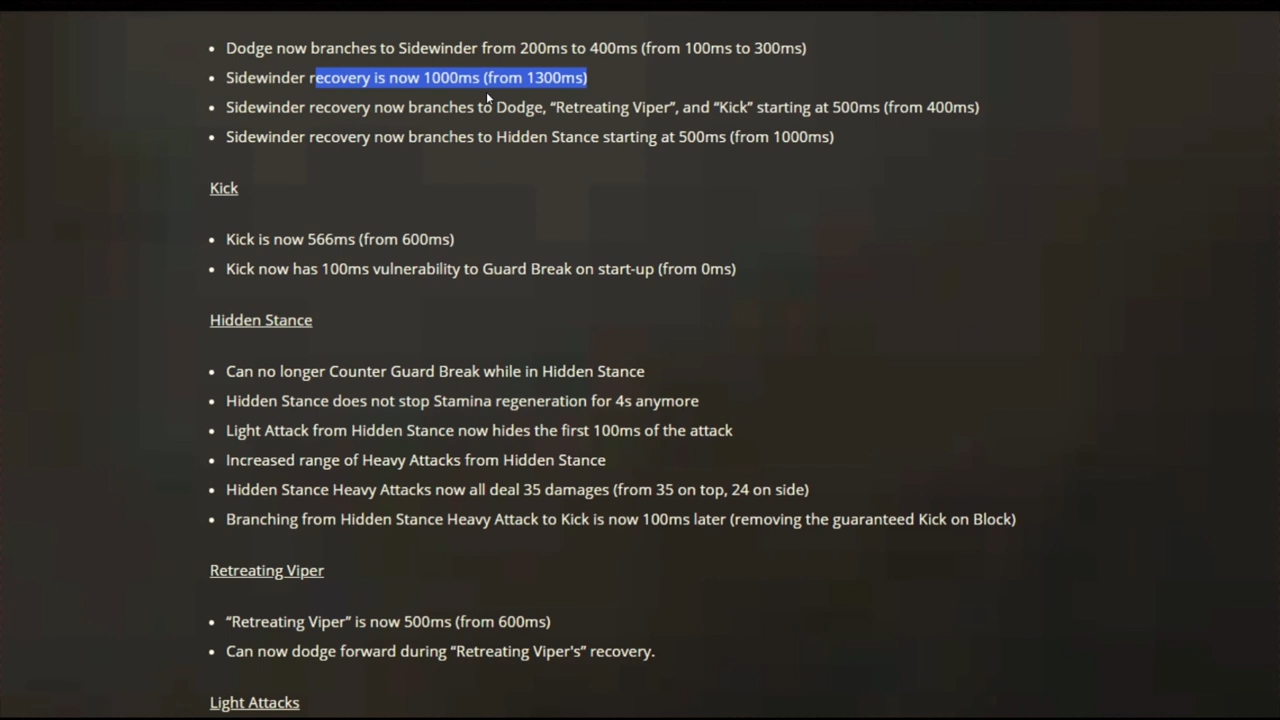 • Dodge now branches to Sidewinder from 200ms to 400ms (from 100ms to 300ms)
• Sidewinder recovery is now 1000ms (from 1300ms)
• Sidewinder recovery now branches to Dodge, “Retreating Viper”, and “Kick” starting at 500ms (from 400ms)
• Sidewinder recovery now branches to Hidden Stance starting at 500ms (from 1000ms)
Kick
• Kick is now 566ms (from 600ms)
• Kick now has 100ms vulnerability to Guard Break on start-up (from 0ms)
Hidden Stance
• Can no longer Counter Guard Break while in Hidden Stance
• Hidden Stance does not stop Stamina regeneration for 4s anymore
• Light Attack from Hidden Stance now hides the first 100ms of the attack
• Increased range of Heavy Attacks from Hidden Stance
• Hidden Stance Heavy Attacks now all deal 35 damages (from 35 on top, 24 on side)
• Branching from Hidden Stance Heavy Attack to Kick is now 100ms later (removing the guaranteed Kick on Block)
Retreating Viper
• “Retreating Viper” is now 500ms (from 600ms)
• Can now dodge forward during “Retreating Viper's” recovery.
Light Attacks